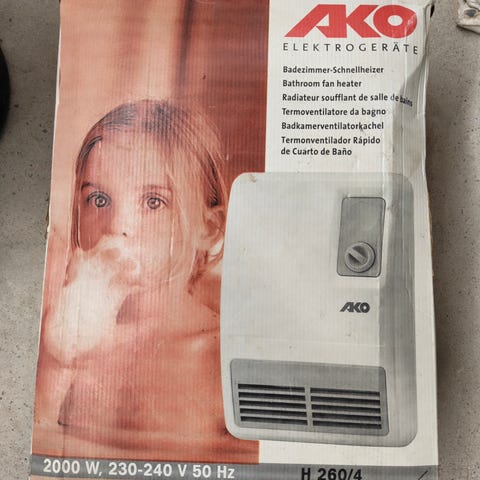 AKO
ELEKTROGERÄTE
Badezimmer-Schnellheizer
Bathroom fan heater
Radiateur soufflant de salle de bains
Termoventilatore da bagno
Badkamerventilatorkachel
Termonventilador Rápido
de Cuarto de Baño
AKO
2000 W, 230-240 V 50 Hz
H 260/4